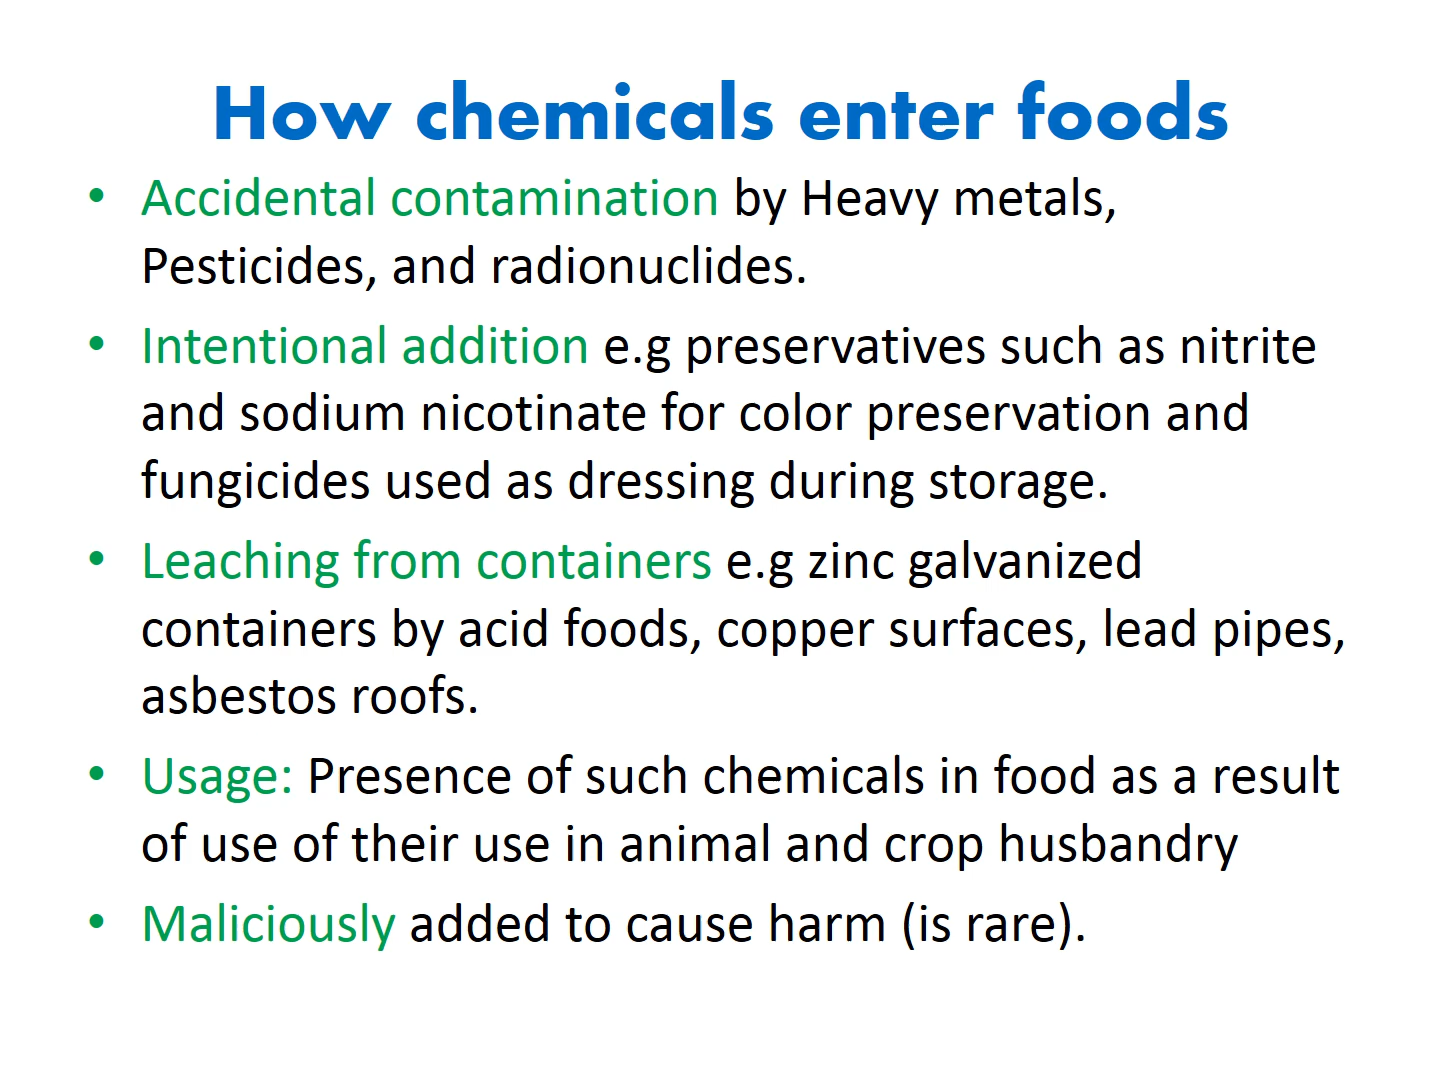 How chemicals enter foods
• Accidental contamination by Heavy metals,
Pesticides, and radionuclides.
• Intentional addition e.g preservatives such as nitrite
and sodium nicotinate for color preservation and
fungicides used as dressing during storage.
• Leaching from containers e.g zinc galvanized
containers by acid foods, copper surfaces, lead pipes,
asbestos roofs.
• Usage: Presence of such chemicals in food as a result
of use of their use in animal and crop husbandry
• Maliciously added to cause harm (is rare).